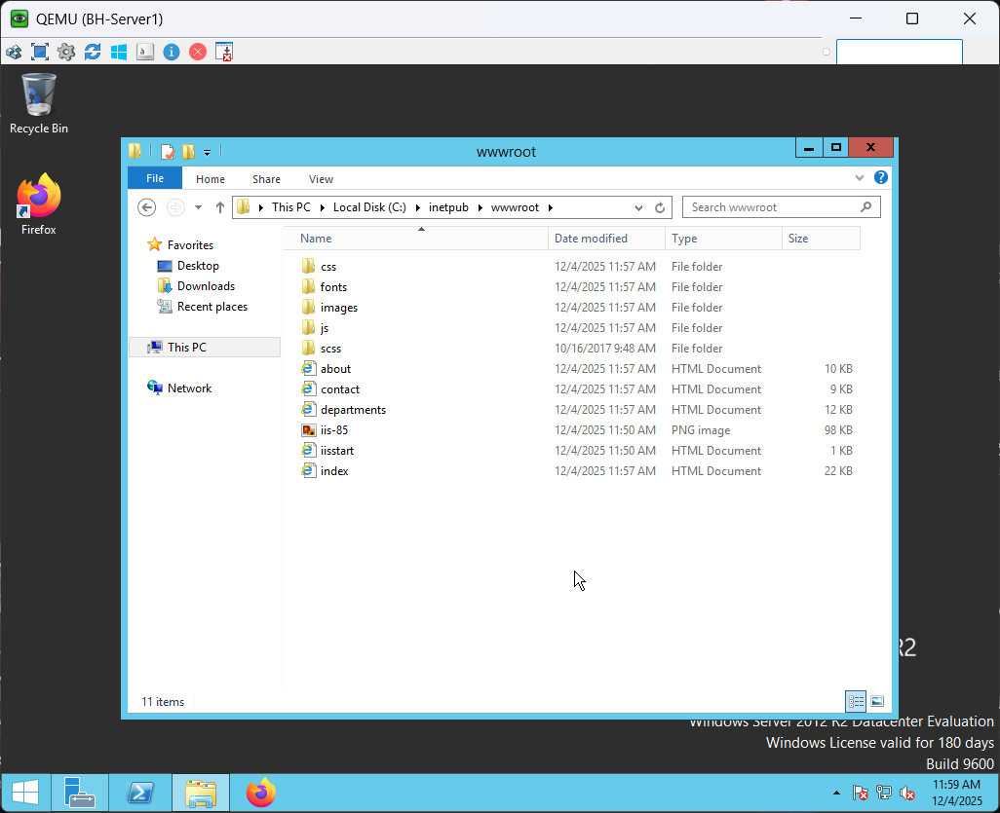 QEMU (BH-Server1)
Recycle Bin
Firefox
wwwroot
File Home Share View
This PC Local Disk (C:) inetpub wwwroot Search wwwroot
Favorites
Desktop
Downloads
Recent places
This PC
Network
Name Date modified Type Size
css 12/4/2025 11:57 AM File folder
fonts 12/4/2025 11:57 AM File folder
images 12/4/2025 11:57 AM File folder
js 12/4/2025 11:57 AM File folder
scss 10/16/2017 9:48 AM File folder
about 12/4/2025 11:57 AM HTML Document 10 KB
contact 12/4/2025 11:57 AM HTML Document 9 KB
departments 12/4/2025 11:57 AM HTML Document 12 KB
iis-85 12/4/2025 11:50 AM PNG image 98 KB
iisstart 12/4/2025 11:50 AM HTML Document 1 KB
index 12/4/2025 11:57 AM HTML Document 22 KB
11 items
R2
Windows Server 2012 R2 Datacenter Evaluation
Windows License valid for 180 days
Build 9600
11:59 AM
12/4/2025